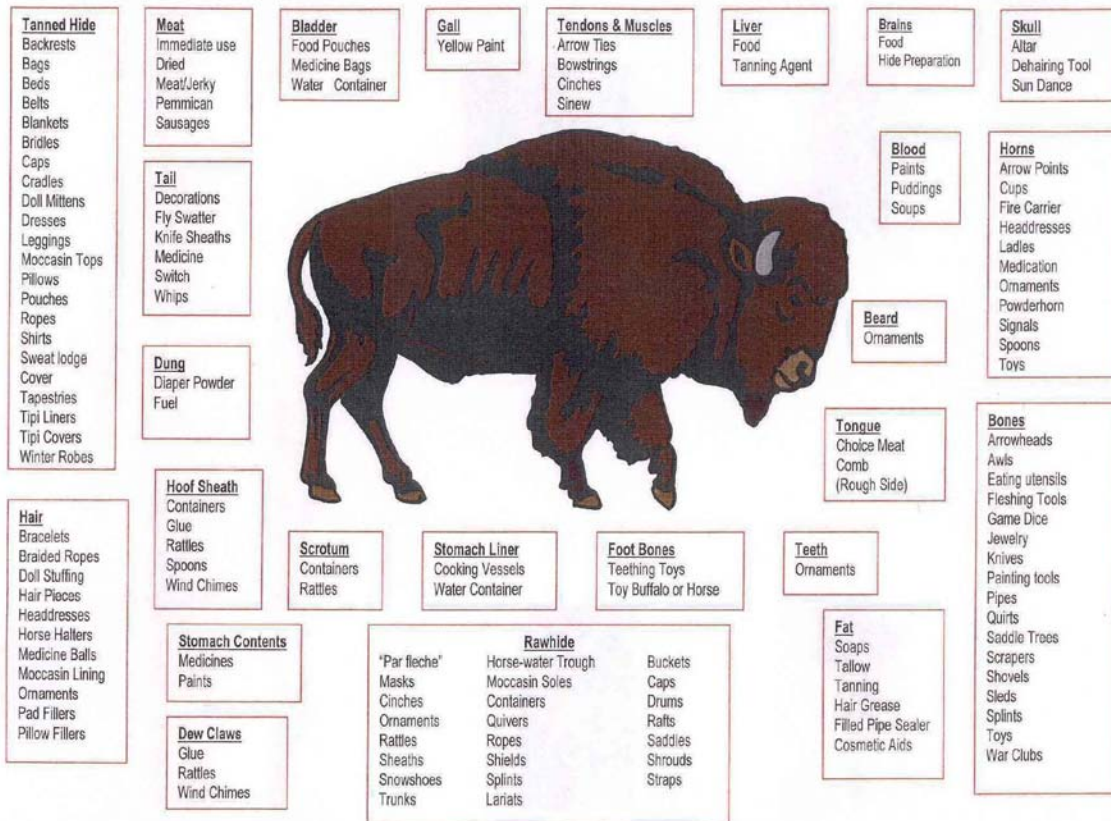 Tanned Hide
Backrests
Bags
Beds
Belts
Blankets
Bridles
Caps
Cradles
Doll Mittens
Dresses
Leggings
Moccasin Tops
Pillows
Pouches
Ropes
Shirts
Sweat lodge
Cover
Tapestries
Tipi Liners
Tipi Covers
Winter Robes
Meat
Immediate use
Dried
Meat/Jerky
Pemmican
Sausages
Bladder
Food Pouches
Medicine Bags
Water Container
Gall
Yellow Paint
Tendons & Muscles
Arrow Ties
Bowstrings
Cinches
Sinew
Liver
Food
Tanning Agent
Brains
Food
Hide Preparation
Skull
Altar
Dehairing Tool
Sun Dance
Tail
Decorations
Fly Swatter
Knife Sheaths
Medicine
Switch
Whips
Blood
Paints
Puddings
Soups
Horns
Arrow Points
Cups
Fire Carrier
Headdresses
Ladles
Medication
Ornaments
Powderhorn
Signals
Spoons
Toys
Beard
Ornaments
Dung
Diaper Powder
Fuel
Tongue
Choice Meat
Comb
(Rough Side)
Bones
Arrowheads
Awls
Eating utensils
Fleshing Tools
Game Dice
Jewelry
Knives
Painting tools
Pipes
Quirts
Saddle Trees
Scrapers
Shovels
Sleds
Splints
Toys
War Clubs
Hoof Sheath
Containers
Glue
Rattles
Spoons
Wind Chimes
Hair
Bracelets
Braided Ropes
Doll Stuffing
Hair Pieces
Headdresses
Horse Halters
Medicine Balls
Moccasin Lining
Ornaments
Pad Fillers
Pillow Fillers
Scrotum
Containers
Rattles
Stomach Liner
Cooking Vessels
Water Container
Foot Bones
Teething Toys
Toy Buffalo or Horse
Teeth
Ornaments
Fat
Soaps
Tallow
Tanning
Hair Grease
Filled Pipe Sealer
Cosmetic Aids
Stomach Contents
Medicines
Paints
Dew Claws
Glue
Rattles
Wind Chimes
Rawhide
"Par fleche" Horse-water Trough Buckets
Masks Moccasin Soles Caps
Cinches Containers Drums
Ornaments Quivers Rafts
Rattles Ropes Saddles
Sheaths Shields Shrouds
Snowshoes Splints Straps
Trunks Lariats